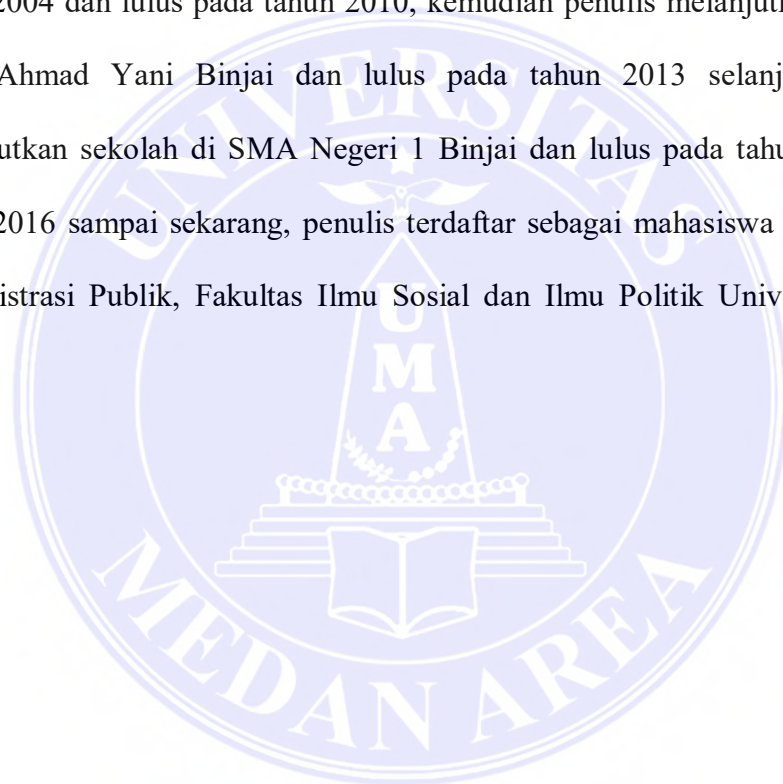 2004 dan lulus pada tahun 2010, kemudian penulis melanjut
Ahmad Yani Binjai dan lulus pada tahun 2013 selanj
utkan sekolah di SMA Negeri 1 Binjai dan lulus pada tahu
2016 sampai sekarang, penulis terdaftar sebagai mahasiswa
istrasi Publik, Fakultas Ilmu Sosial dan Ilmu Politik Univ
UNIVERSITAS
UMA
MEDAN AREA